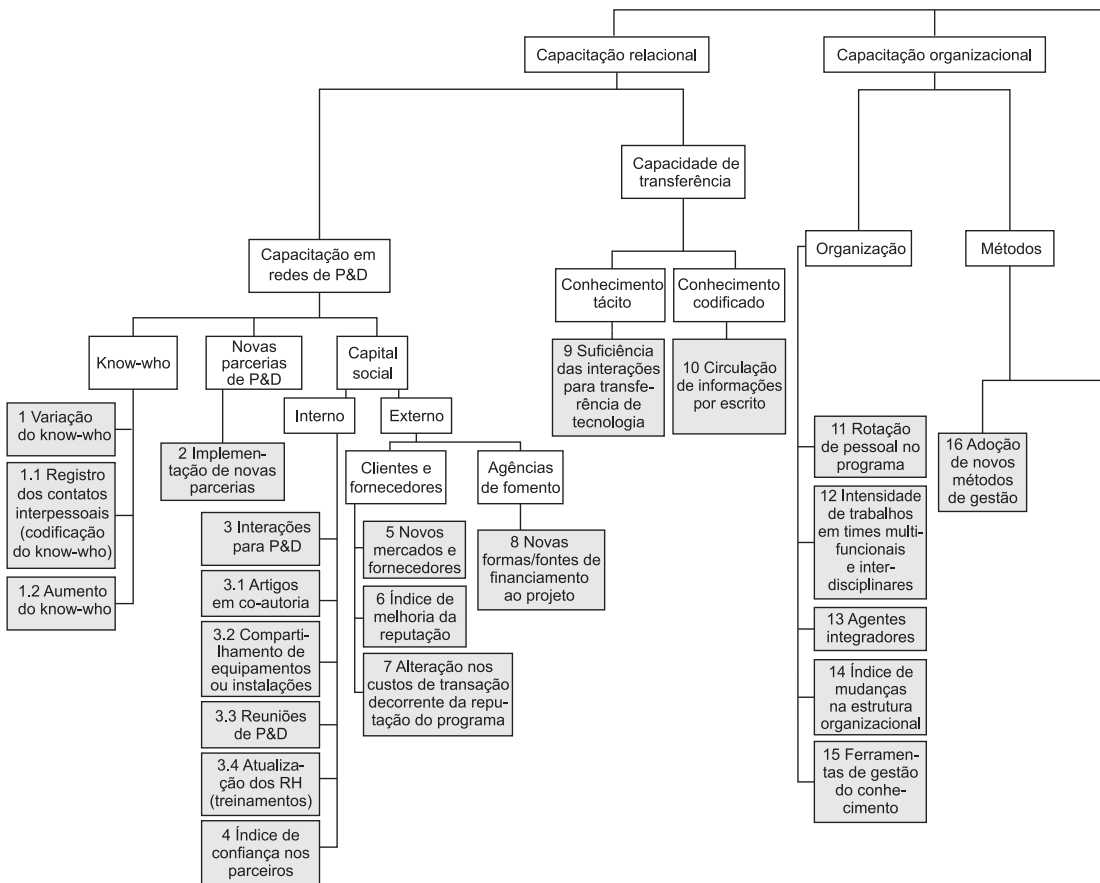 Capacitação relacional
Capacitação organizacional
Capacidade de
transferência
Capacitação em
redes de P&D
Organização
Métodos
Conhecimento
tácito
Conhecimento
codificado
Know-who
Novas
parcerias
de P&D
Capital
social
Interno
Externo
1 Variação
do know-who
1.1 Registro
dos contatos
interpessoais
(codificação
do know-who)
1.2 Aumento
do know-who
2 Implemen-
tação de novas
parcerias
3 Interações
para P&D
3.1 Artigos
em co-autoria
3.2 Comparti-
lhamento de
equipamentos
ou instalações
3.3 Reuniões
de P&D
3.4 Atualiza-
ção dos RH
(treinamentos)
4 Índice de
confiança nos
parceiros
Clientes e
fornecedores
Agências
de fomento
5 Novos
mercados e
fornecedores
6 Índice de
melhoria da
reputação
7 Alteração nos
custos de transação
decorrente da repu-
tação do programa
8 Novas
formas/fontes de
financiamento
ao projeto
9 Suficiência
das interações
para transfe-
rência de
tecnologia
10 Circulação
de informações
por escrito
11 Rotação
de pessoal no
programa
12 Intensidade
de trabalhos
em times multi-
funcionais
e inter-
disciplinares
13 Agentes
integradores
14 Índice de
mudanças
na estrutura
organizacional
15 Ferramen-
tas de gestão
do conhe-
cimento
16 Adoção
de novos
métodos
de gestão